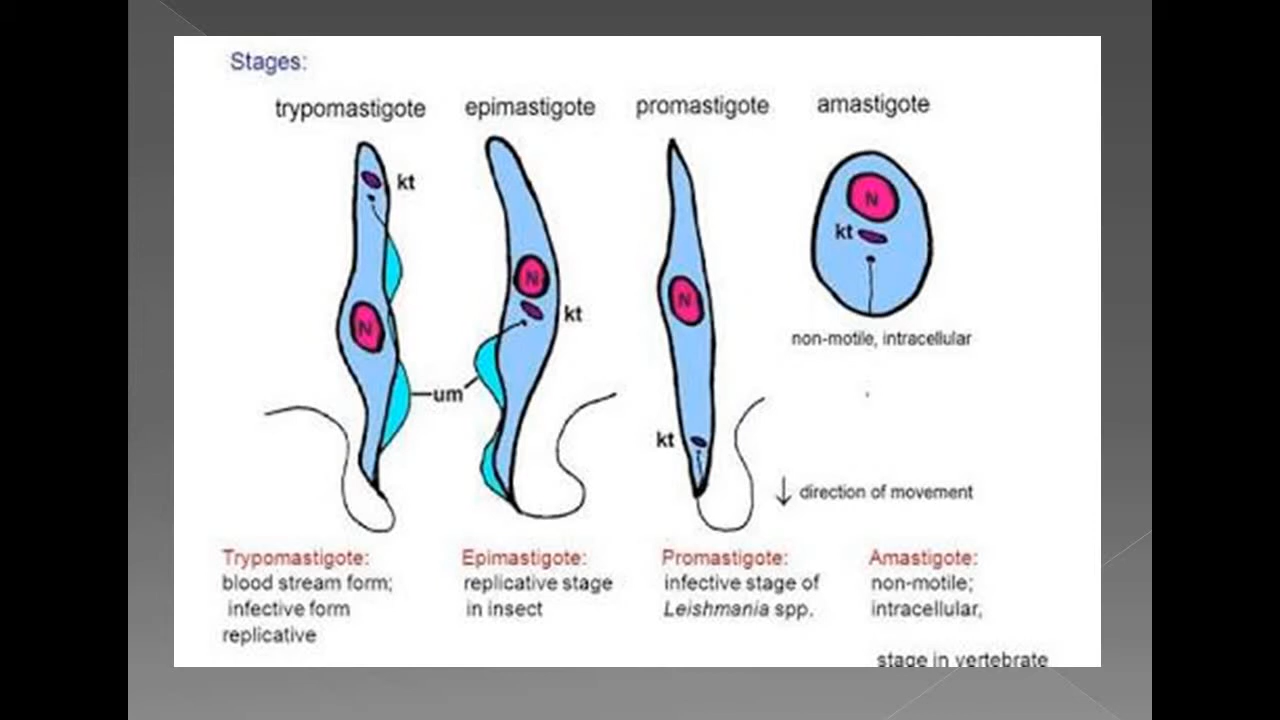 Stages:
trypomastigote epimastigote promastigote amastigote
kt
N
kt
N
kt
N
kt
N
um
non-motile, intracellular
direction of movement
Trypomastigote:
blood stream form;
infective form
replicative
Epimastigote:
replicative stage
in insect
Promastigote:
infective stage of
Leishmania spp.
Amastigote:
non-motile;
intracellular,
stage in vertebrate